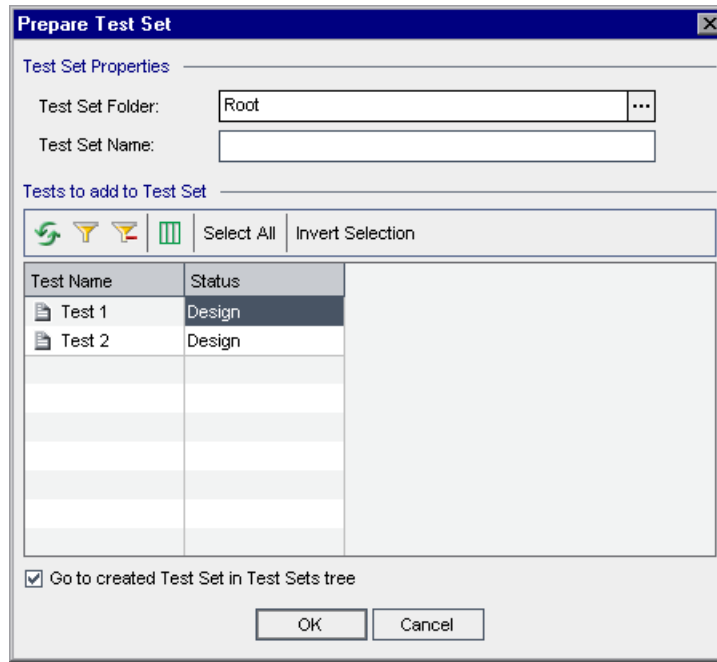 Prepare Test Set
Test Set Properties
Test Set Folder: Root ...
Test Set Name:
Tests to add to Test Set
Select All Invert Selection
Test Name Status
Test 1 Design
Test 2 Design
Go to created Test Set in Test Sets tree
OK Cancel